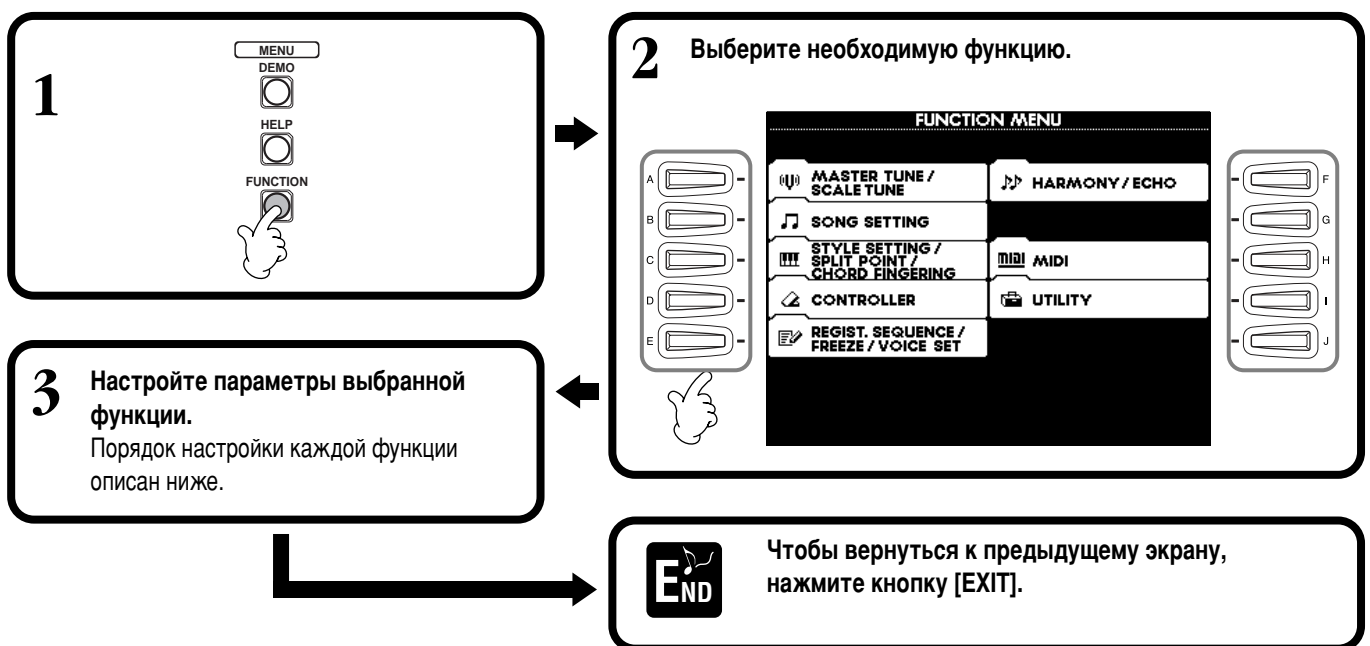 1
MENU
DEMO
HELP
FUNCTION
2 Выберите необходимую функцию.
FUNCTION MENU
A
B
C
D
E
MASTER TUNE /
SCALE TUNE
SONG SETTING
STYLE SETTING /
SPLIT POINT /
CHORD FINGERING
CONTROLLER
REGIST. SEQUENCE /
FREEZE / VOICE SET
HARMONY / ECHO
MIDI MIDI
UTILITY
F
G
H
I
J
3 Настройте параметры выбранной
функции.
Порядок настройки каждой функции
описан ниже.
END
Чтобы вернуться к предыдущему экрану,
нажмите кнопку [EXIT].